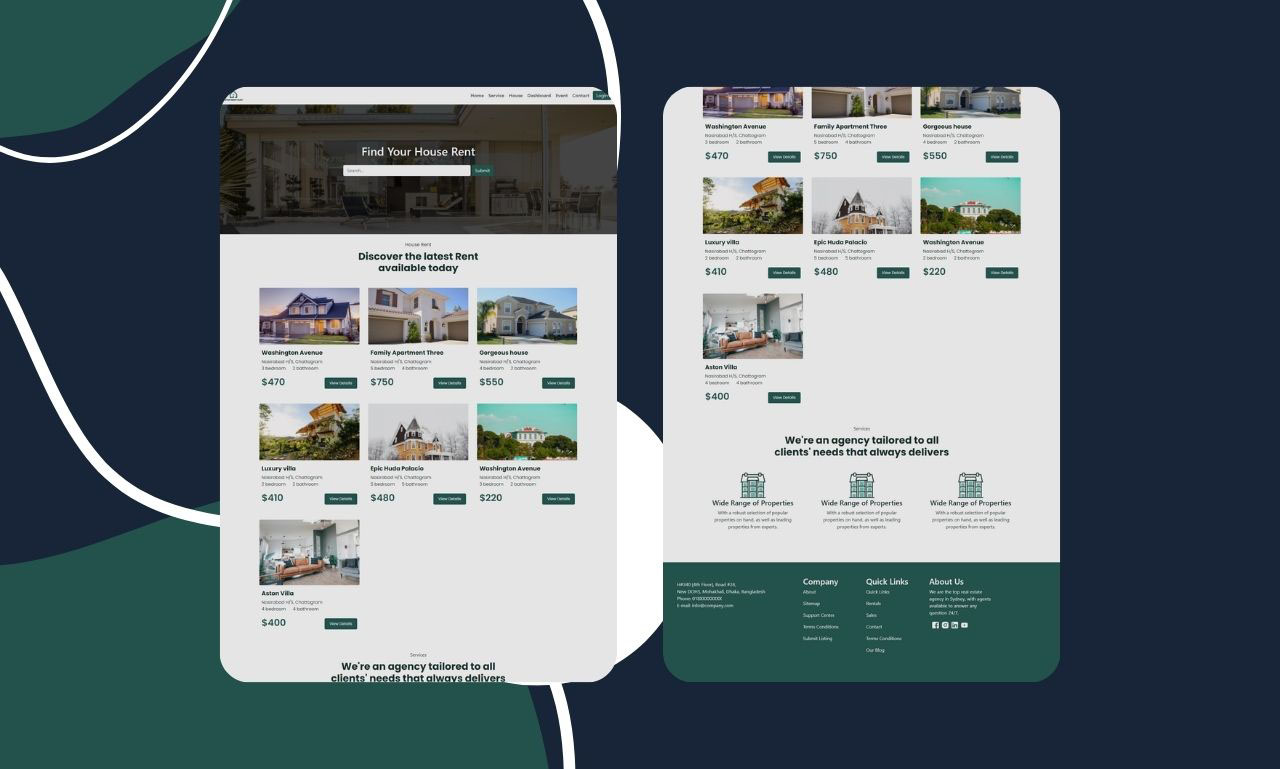 Home Service House Dashboard Event Contact Login
Find Your House Rent
Search...
Submit
House Rent
Discover the latest Rent
available today
Washington Avenue
Nasirabad H/S, Chattogram
3 bedroom 2 bathroom
$470
View Details
Family Apartment Three
Nasirabad H/S, Chattogram
5 bedroom 4 bathroom
$750
View Details
Gorgeous house
Nasirabad H/S, Chattogram
4 bedroom 2 bathroom
$550
View Details
Luxury villa
Nasirabad H/S, Chattogram
2 bedroom 2 bathroom
$410
View Details
Epic Huda Palacio
Nasirabad H/S, Chattogram
5 bathroom
$480
View Details
Washington Avenue
Nasirabad H/S, Chattogram
2 bathroom
$220
View Details
Aston Villa
Nasirabad H/S, Chattogram
4 bedroom 4 bathroom
$400
View Details
Services
We're an agency tailored to all
clients' needs that always delivers
Washington Avenue
Nasirabad H/S, Chattogram
3 bedroom 2 bathroom
$470
View Details
Family Apartment Three
Nasirabad H/S, Chattogram
5 bedroom 4 bathroom
$750
View Details
Gorgeous house
Nasirabad H/S, Chattogram
4 bedroom 2 bathroom
$550
View Details
Luxury villa
Nasirabad H/S, Chattogram
2 bedroom 2 bathroom
$410
View Details
Epic Huda Palacio
Nasirabad H/S, Chattogram
5 bathroom
$480
View Details
Washington Avenue
Nasirabad H/S, Chattogram
2 bathroom
$220
View Details
Aston Villa
Nasirabad H/S, Chattogram
4 bedroom 4 bathroom
$400
View Details
Services
We're an agency tailored to all
clients' needs that always delivers
Wide Range of Properties
With a robust selection of popular
properties on hand, as well as leading
properties from experts.
Wide Range of Properties
With a robust selection of popular
properties on hand, as well as leading
properties from experts.
Wide Range of Properties
With a robust selection of popular
properties on hand, as well as leading
properties from experts.
New DOHS, Mohakhali, Dhaka, Bangladesh
Phone: 018XXXXXXXX
E-mail: info@company.com
Company
About
Sitemap
Support Center
Terms Conditions
Submit Listing
Quick Links
Quick Links
Rentals
Sales
Contact
Terms Conditions
Our Blog
About Us
We are the top real estate
agency in Sydney, with agents
available to answer any
question 24/7.